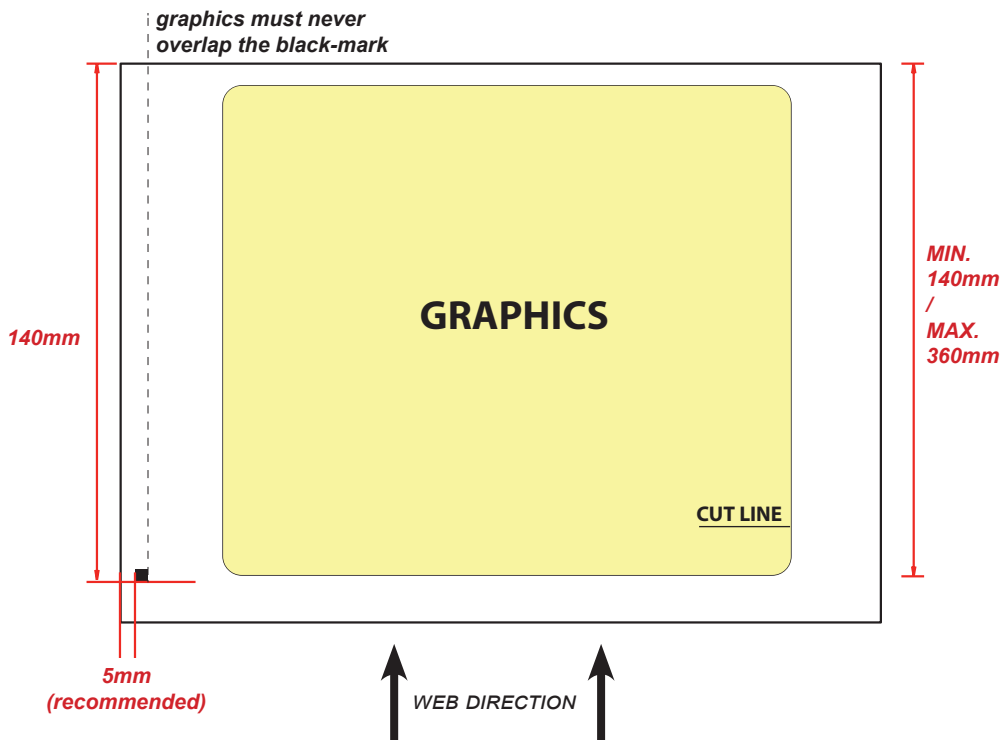 graphics must never
overlap the black-mark
140mm
GRAPHICS
MIN.
140mm
/
MAX.
360mm
CUT LINE
5mm
(recommended)
WEB DIRECTION